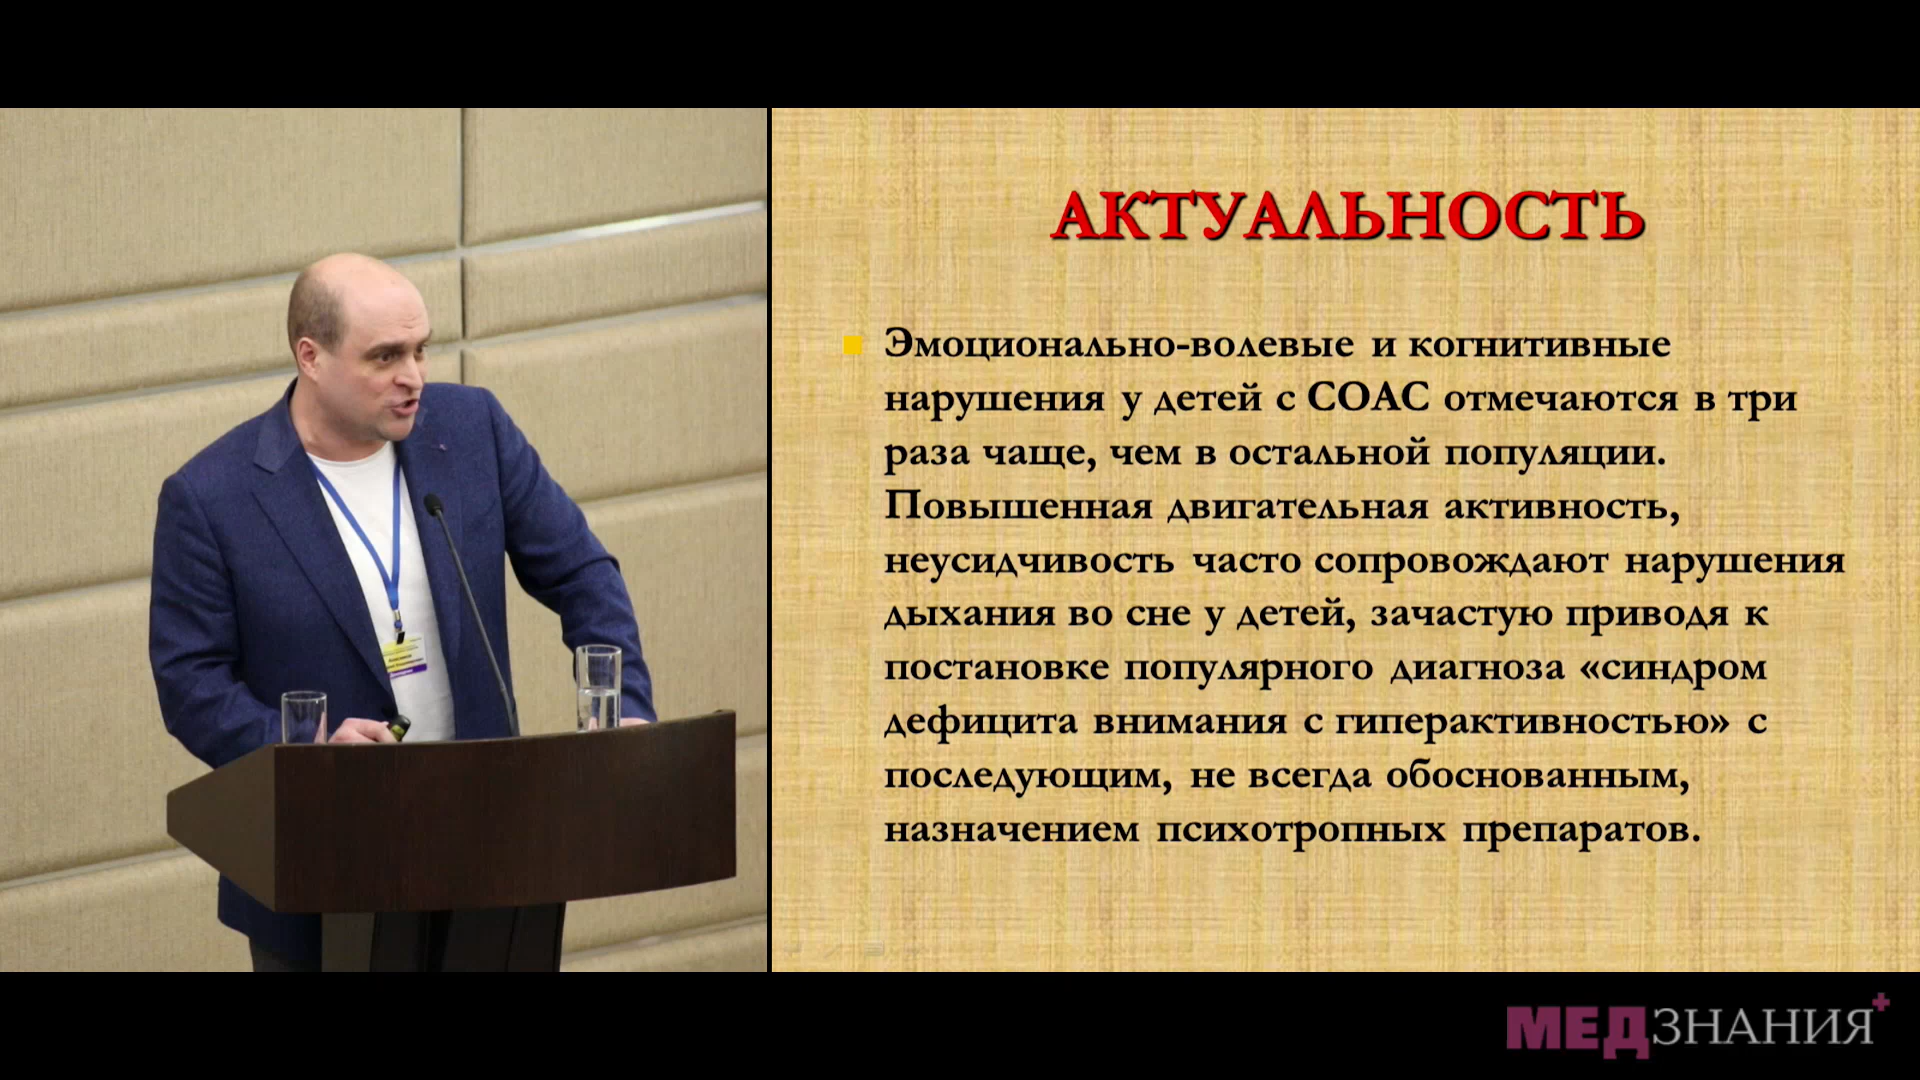 АКТУАЛЬНОСТЬ
Эмоционально-волевые и когнитивные
нарушения у детей с СОАС отмечаются в три
раза чаще, чем в остальной популяции.
Повышенная двигательная активность,
неусидчивость часто сопровождают нарушения
дыхания во сне у детей, зачастую приводя к
постановке популярного диагноза «синдром
дефицита внимания с гиперактивностью» с
последующим, не всегда обоснованным,
назначением психотропных препаратов.
МЕДЗНАНИЯ+